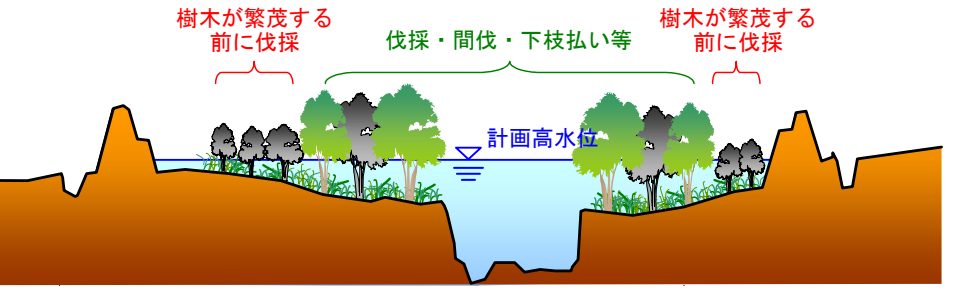 樹木が繁茂する
前に伐採
伐採・間伐・下枝払い等
樹木が繁茂する
前に伐採
計画高水位